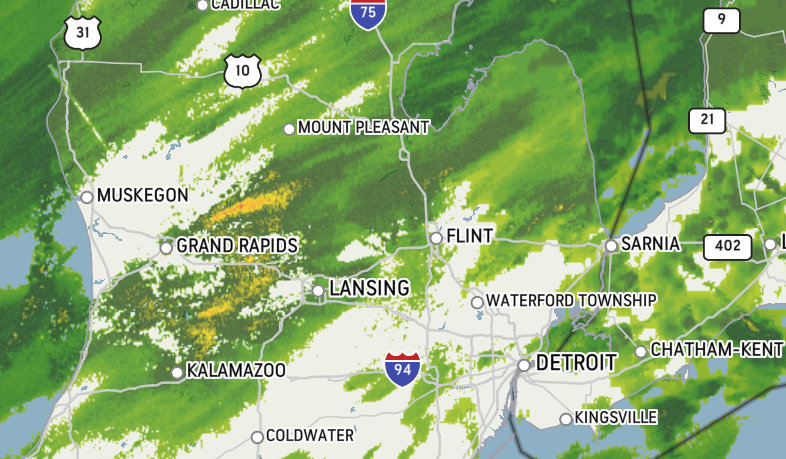 CADILLAC
75
9
31
10
21
MOUNT PLEASANT
MUSKEGON
GRAND RAPIDS
FLINT
SARNIA
402
L
LANSING
WATERFORD TOWNSHIP
CHATHAM-KENT
DETROIT
KALAMAZOO
94
KINGSVILLE
COLDWATER